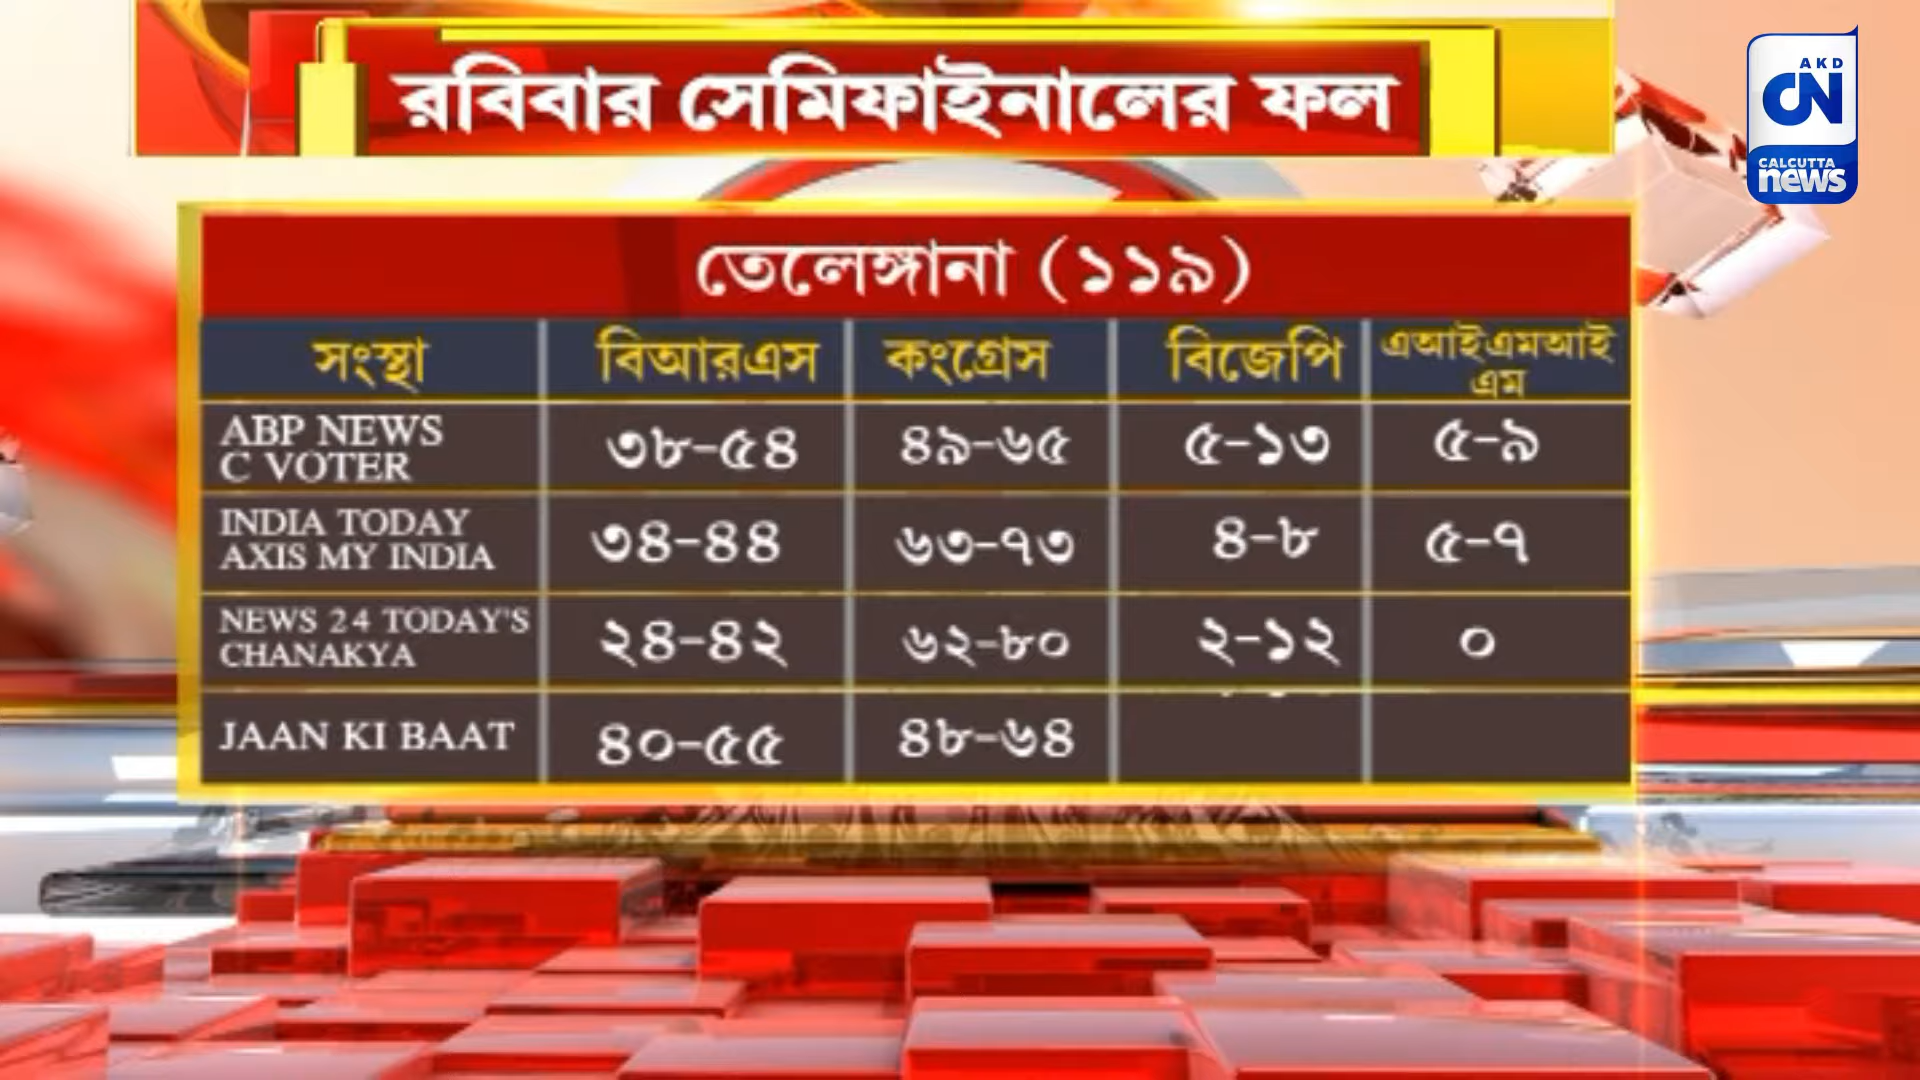 রবিবার সেমিফাইনালের ফল
AKD
CN
CALCUTTA
news
তেলেঙ্গানা (১১৯)
সংস্থা বিআরএস কংগ্রেস বিজেপি এআইএমআই
এম
ABP NEWS
C VOTER ৩৮-৫৪ ৪৯-৬৫ ৫-১৩ ৫-৯
INDIA TODAY
AXIS MY INDIA ৩৪-৪৪ ৬৩-৭৩ ৪-৮ ৫-৭
NEWS 24 TODAY'S
CHANAKYA ২৪-৪২ ৬২-৮০ ২-১২ ০
JAAN KI BAAT ৪০-৫৫ ৪৮-৬৪